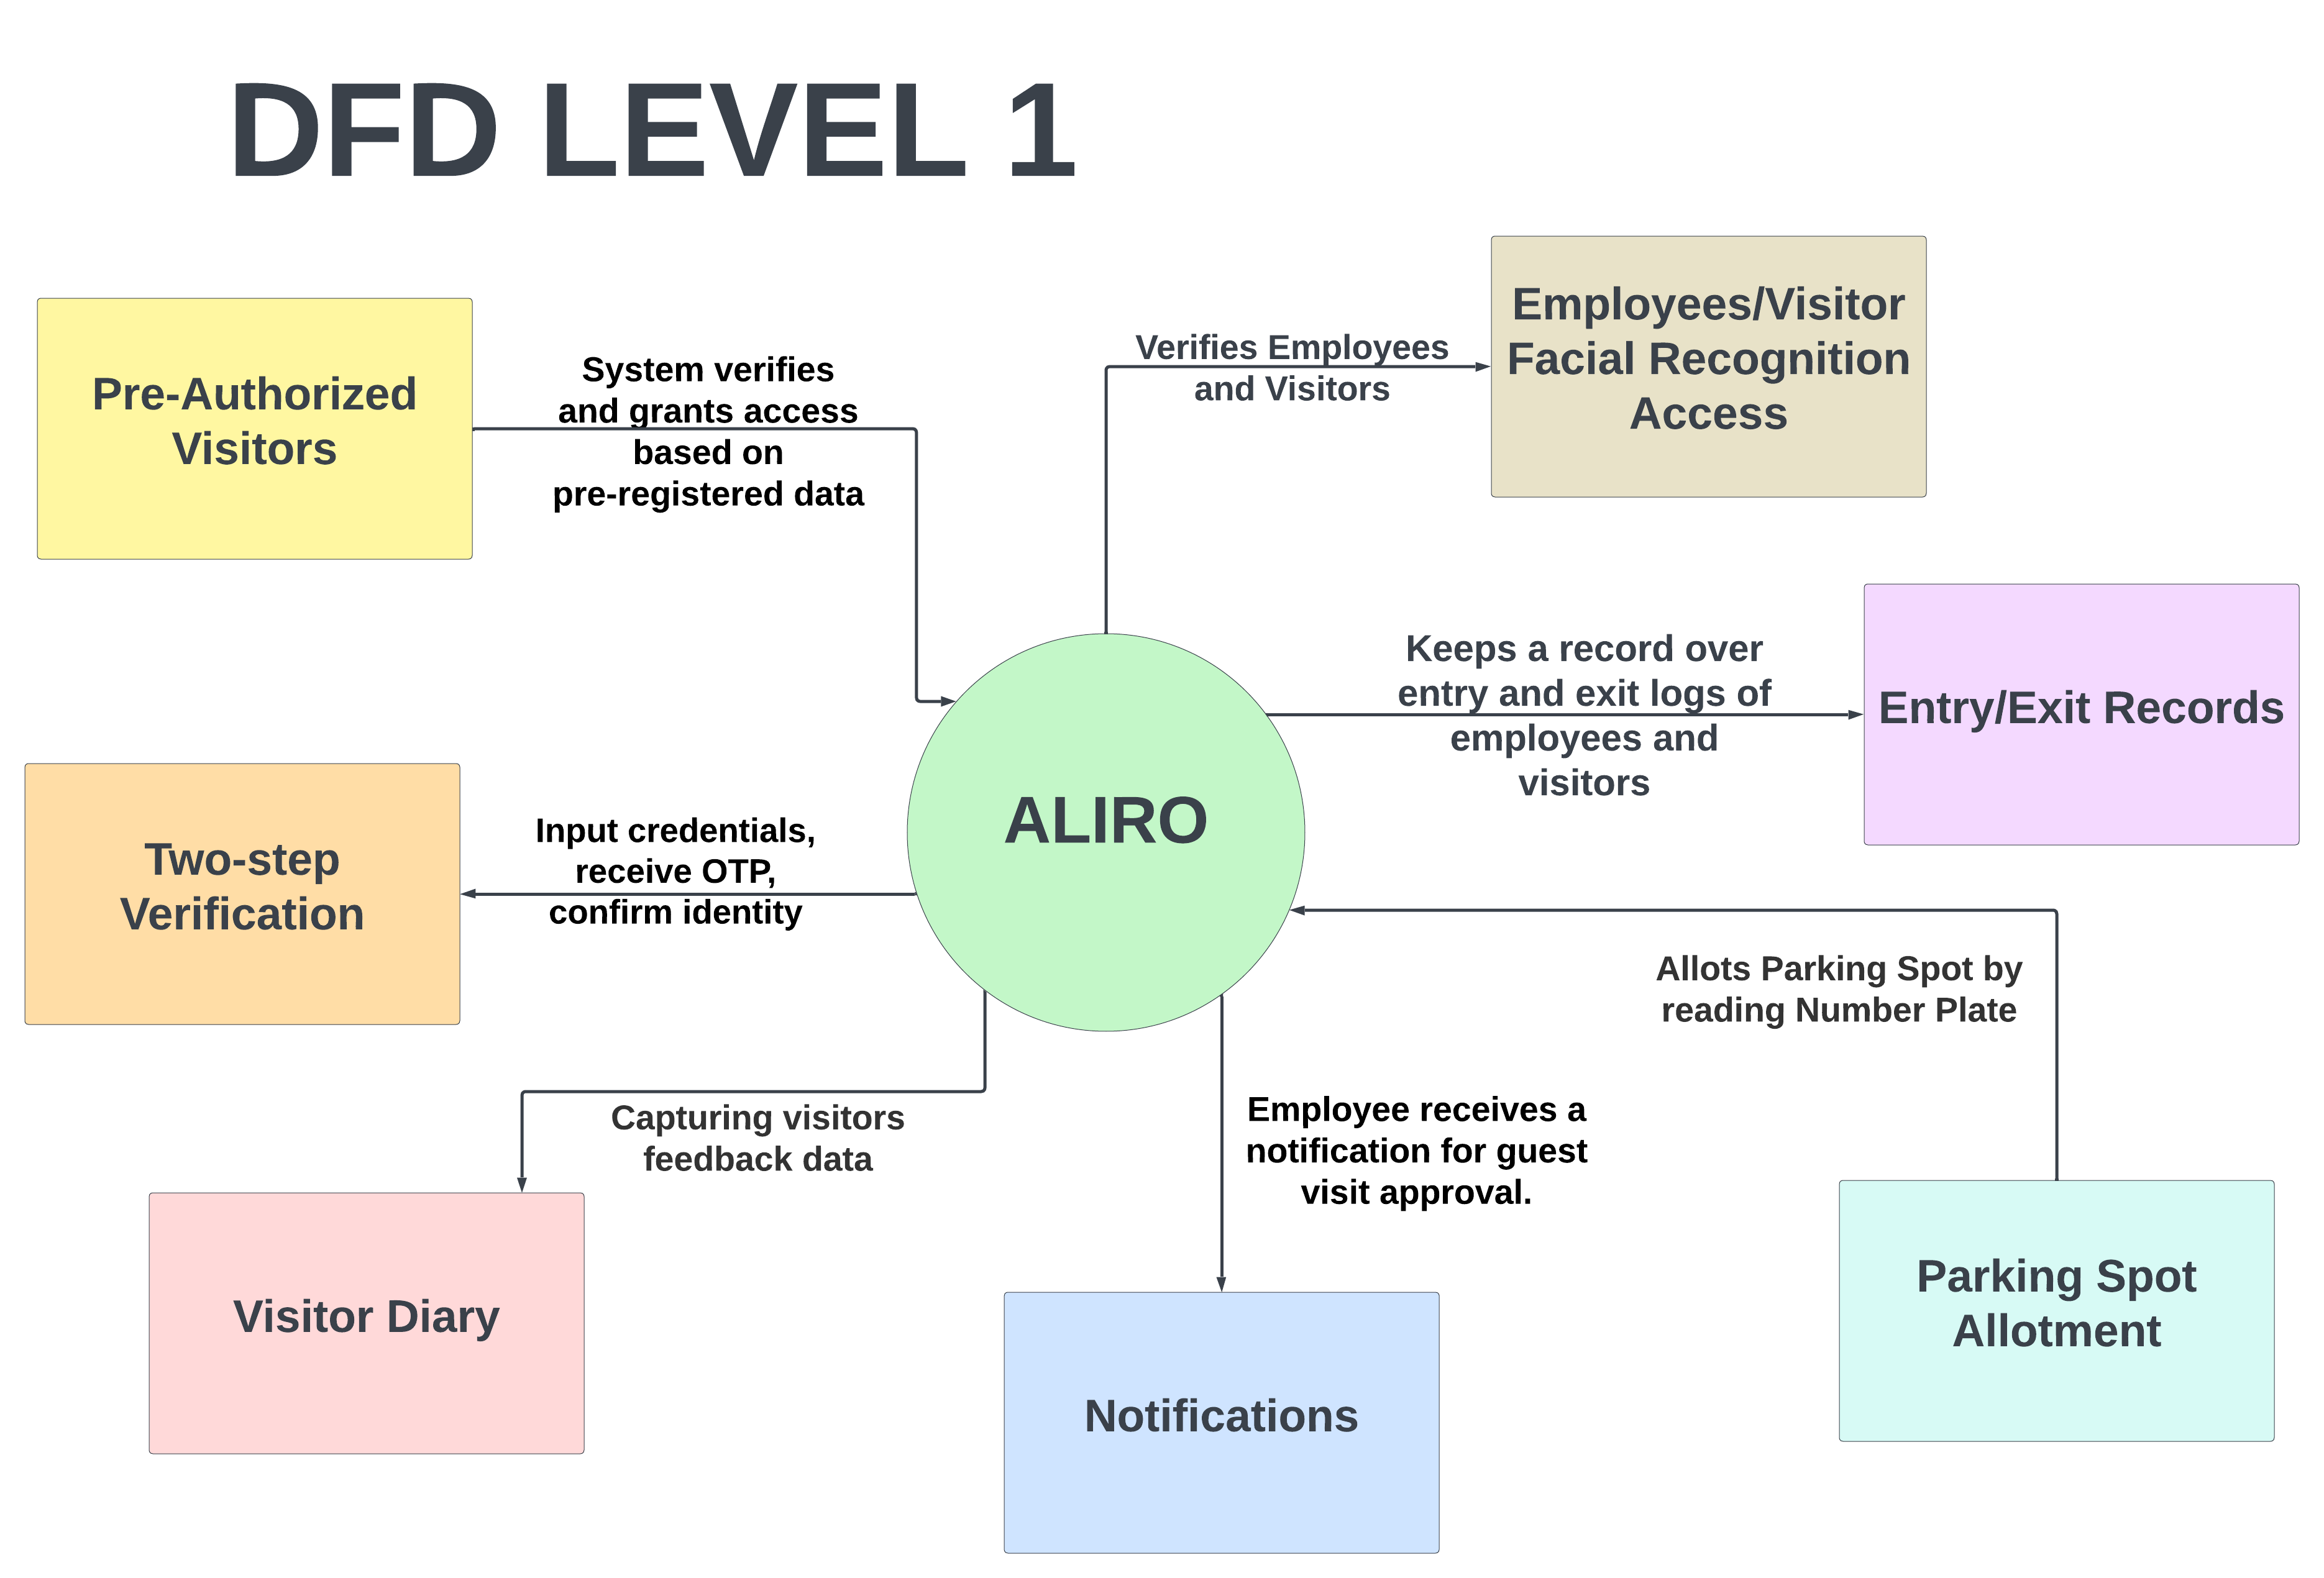 DFD LEVEL 1
Pre-Authorized
Visitors
System verifies
and grants access
based on
pre-registered data
Verifies Employees
and Visitors
Employees/Visitor
Facial Recognition
Access
Keeps a record over
entry and exit logs of
employees and
visitors
Entry/Exit Records
ALIRO
Two-step
Verification
Input credentials,
receive OTP,
confirm identity
Allots Parking Spot by
reading Number Plate
Capturing visitors
feedback data
Employee receives a
notification for guest
visit approval.
Visitor Diary
Notifications
Parking Spot
Allotment